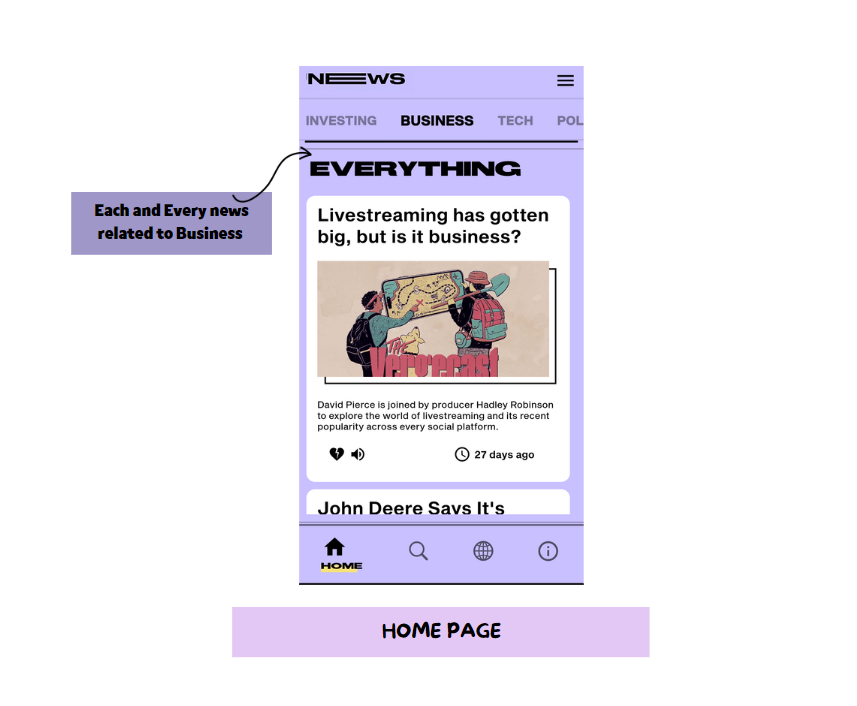 NEWS
INVESTING BUSINESS TECH POL
EVERYTHING
Each and Every news
related to Business
Livestreaming has gotten
big, but is it business?
THE
Vergecast
David Pierce is joined by producer Hadley Robinson
to explore the world of livestreaming and its recent
popularity across every social platform.
27 days ago
John Deere Says It's
HOME
HOME PAGE